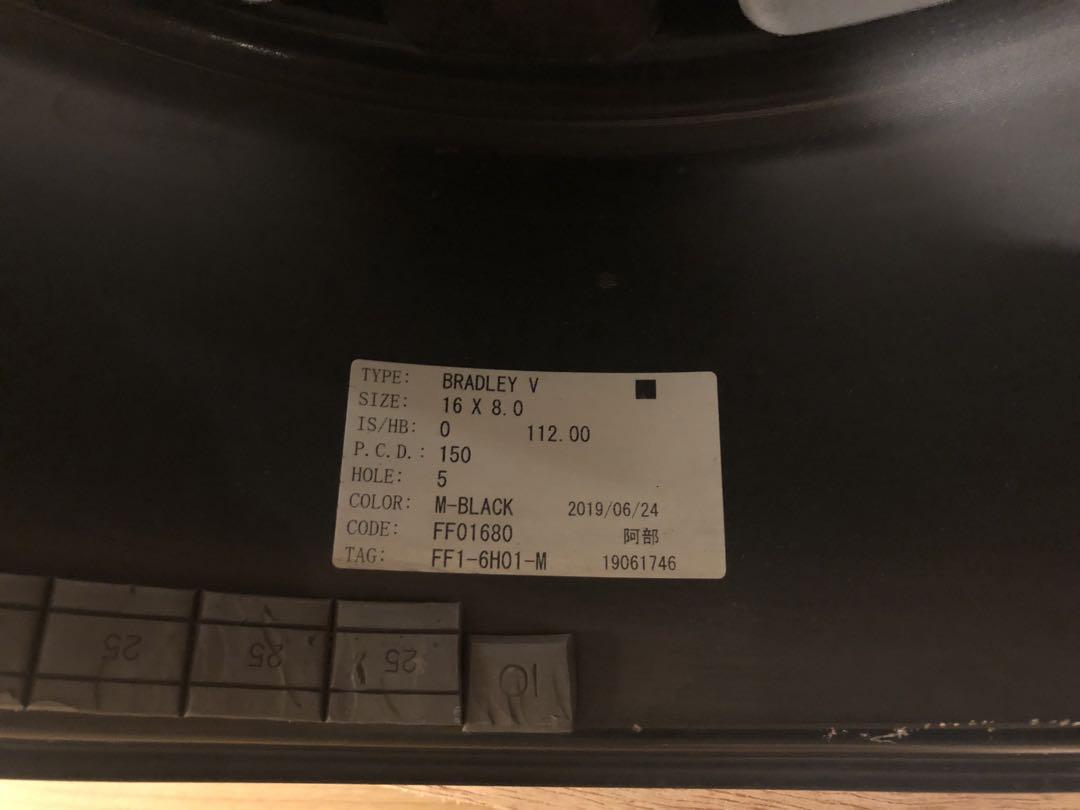 TYPE: BRADLEY V
SIZE: 16 X 8.0
IS/HB: 0 112.00
P.C.D.: 150
HOLE: 5
COLOR: M-BLACK 2019/06/24
CODE: FF01680 阿部
TAG: FF1-6H01-M 19061746
25 25 25 10